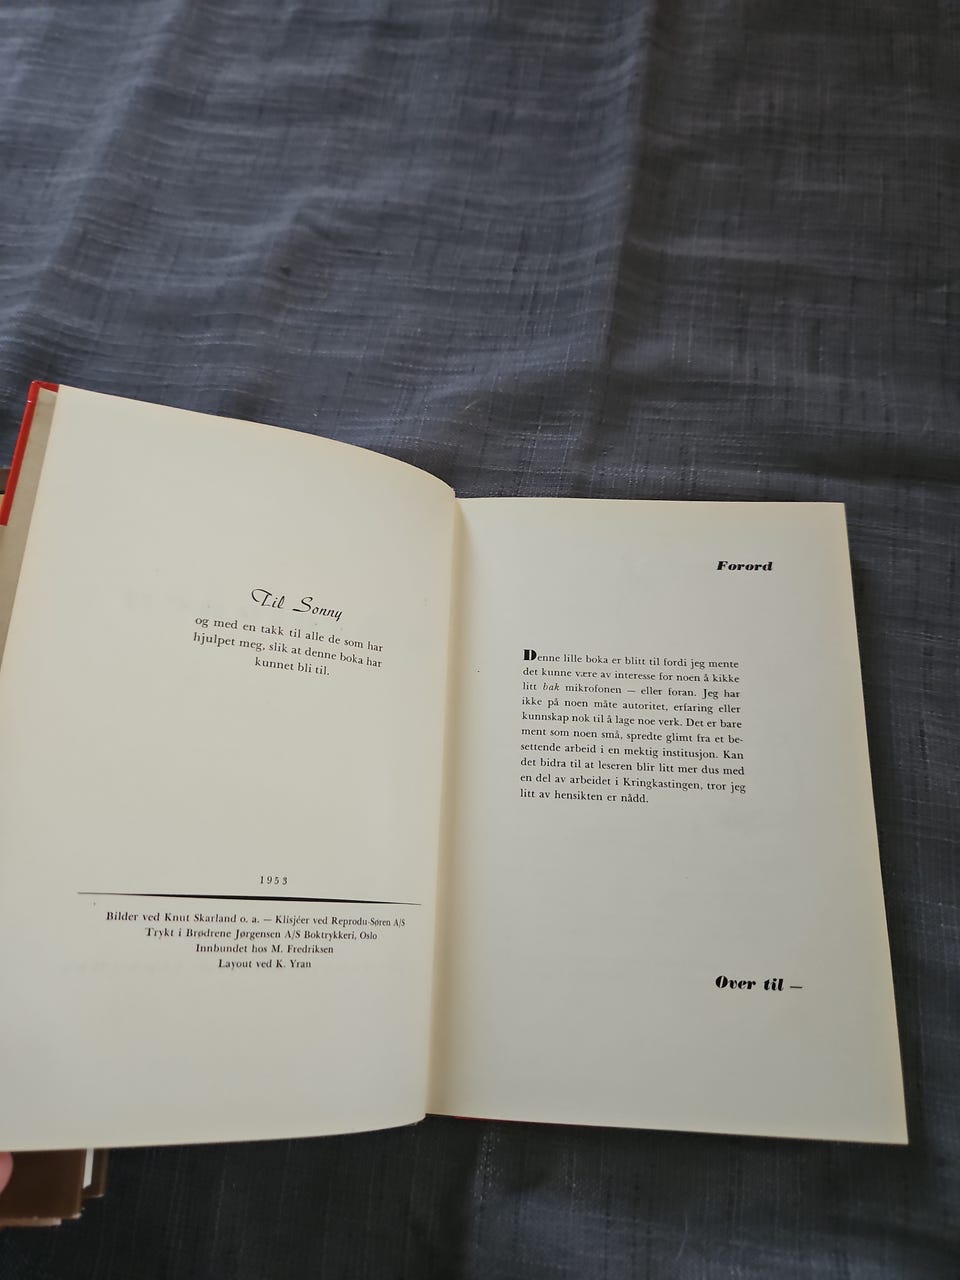 Til Sonny
og med en takk til alle de som har
hjulpet meg, slik at denne boka har
kunnet bli til.
1953
Bilder ved Knut Skarland o. a. — Klisjéer ved Reprodu-Søren A/S
Trykt i Brødrene Jørgensen A/S Boktrykkeri, Oslo
Innbundet hos M. Fredriksen
Layout ved K. Yran
Forord
Denne lille boka er blitt til fordi jeg mente
det kunne være av interesse for noen å kikke
litt bak mikrofonen — eller foran. Jeg har
ikke på noen måte autoritet, erfaring eller
kunnskap nok til å lage noe verk. Det er bare
ment som noen små, spredte glimt fra et be-
settende arbeid i en mektig institusjon. Kan
det bidra til at leseren blir litt mer dus med
en del av arbeidet i Kringkastingen, tror jeg
litt av hensikten er nådd.
Over til —